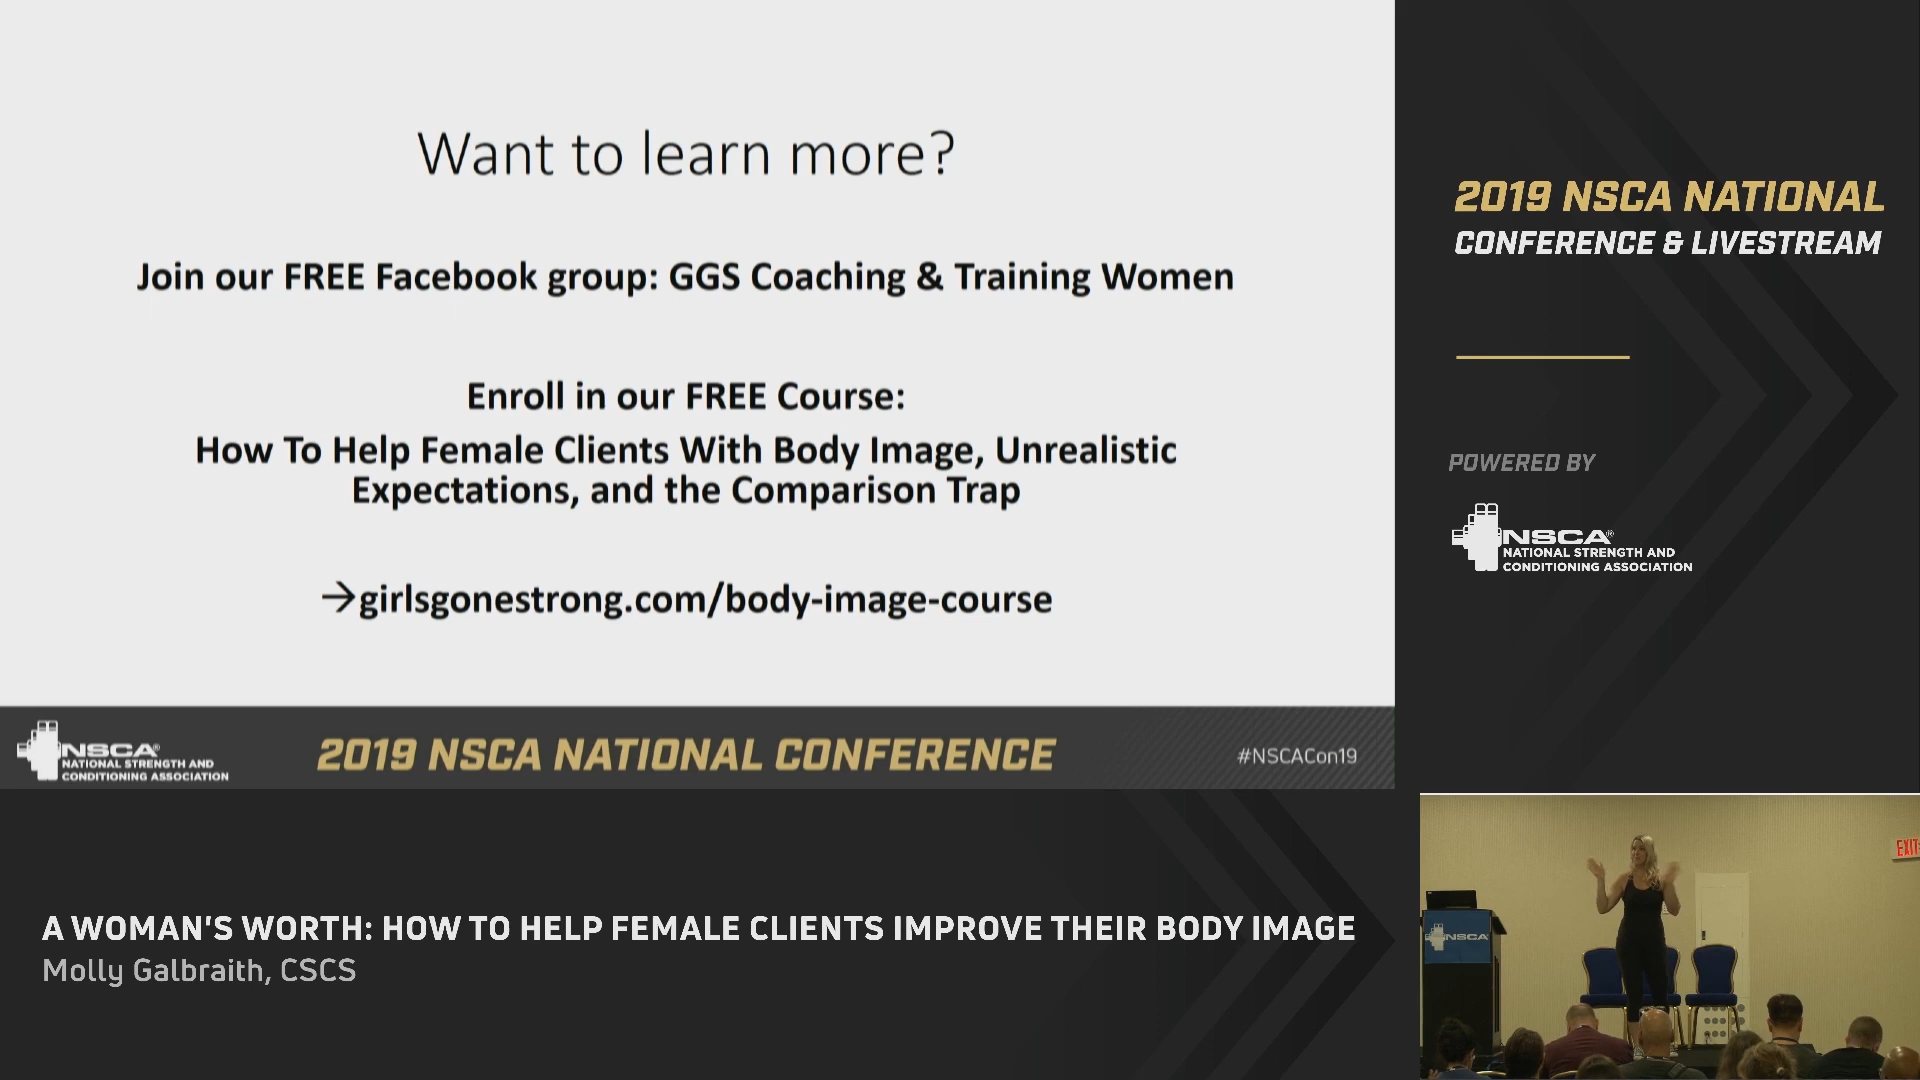 Want to learn more?
Join our FREE Facebook group: GGS Coaching & Training Women
Enroll in our FREE Course:
How To Help Female Clients With Body Image, Unrealistic
Expectations, and the Comparison Trap
→girlsgonestrong.com/body-image-course
NSCA®
NATIONAL STRENGTH AND
CONDITIONING ASSOCIATION
2019 NSCA NATIONAL CONFERENCE
#NSCACon19
2019 NSCA NATIONAL
CONFERENCE & LIVESTREAM
POWERED BY
NSCA®
NATIONAL STRENGTH AND
CONDITIONING ASSOCIATION
A WOMAN'S WORTH: HOW TO HELP FEMALE CLIENTS IMPROVE THEIR BODY IMAGE
Molly Galbraith, CSCS
EXIT
NSCA